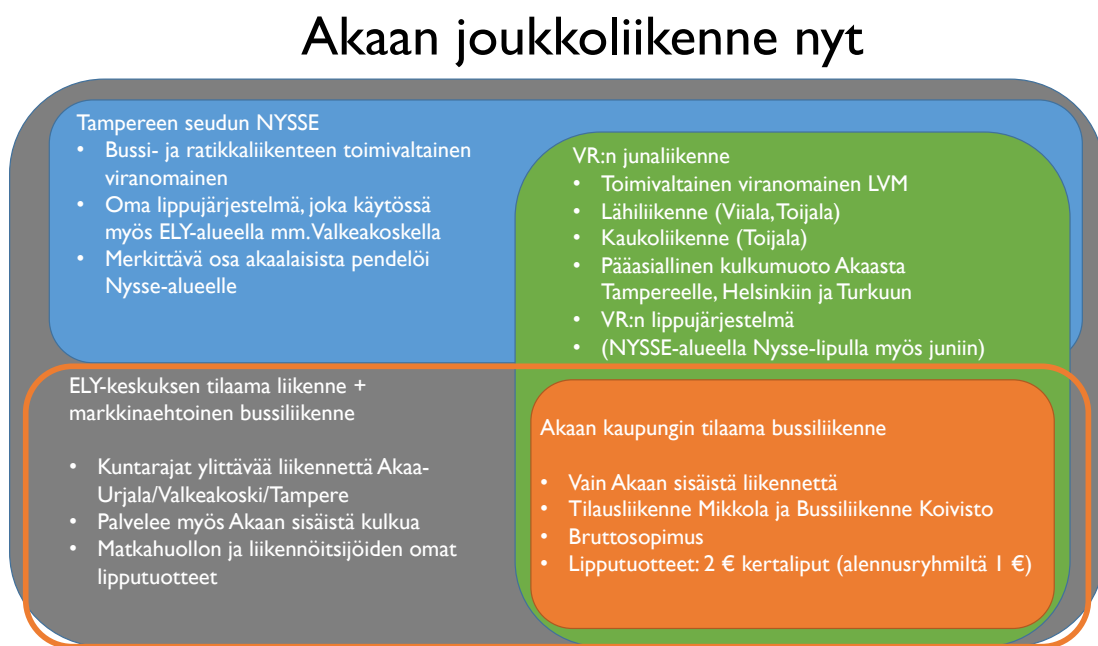 Akaan joukkoliikenne nyt
Tampereen seudun NYSSE
• Bussi- ja ratikkaliikenteen toimivaltainen
viranomainen
• Oma lippujärjestelmä, joka käytössä
myös ELY-alueella mm. Valkeakoskella
• Merkittävä osa akaalaisista pendelöi
Nysse-alueelle
VR:n junaliikenne
• Toimivaltainen viranomainen LVM
• Lähiliikenne (Viiala, Toijala)
• Kaukoliikenne (Toijala)
• Pääasiallinen kulkumuoto Akaasta
Tampereelle, Helsinkiin ja Turkuun
• VR:n lippujärjestelmä
• (NYSSE-alueella Nysse-lipulla myös juniin)
ELY-keskuksen tilaama liikenne +
markkinaehtoinen bussiliikenne
• Kuntarajat ylittävää liikennettä Akaa-
Urjala/Valkeakoski/Tampere
• Palvelee myös Akaan sisäistä kulkua
• Matkahuollon ja liikennöitsijöiden omat
lipputuotteet
Akaan kaupungin tilaama bussiliikenne
• Vain Akaan sisäistä liikennettä
• Tilausliikenne Mikkola ja Bussiliikenne Koivisto
• Bruttosopimus
• Lipputuotteet: 2 € kertaliput (alennusryhmiltä 1 €)